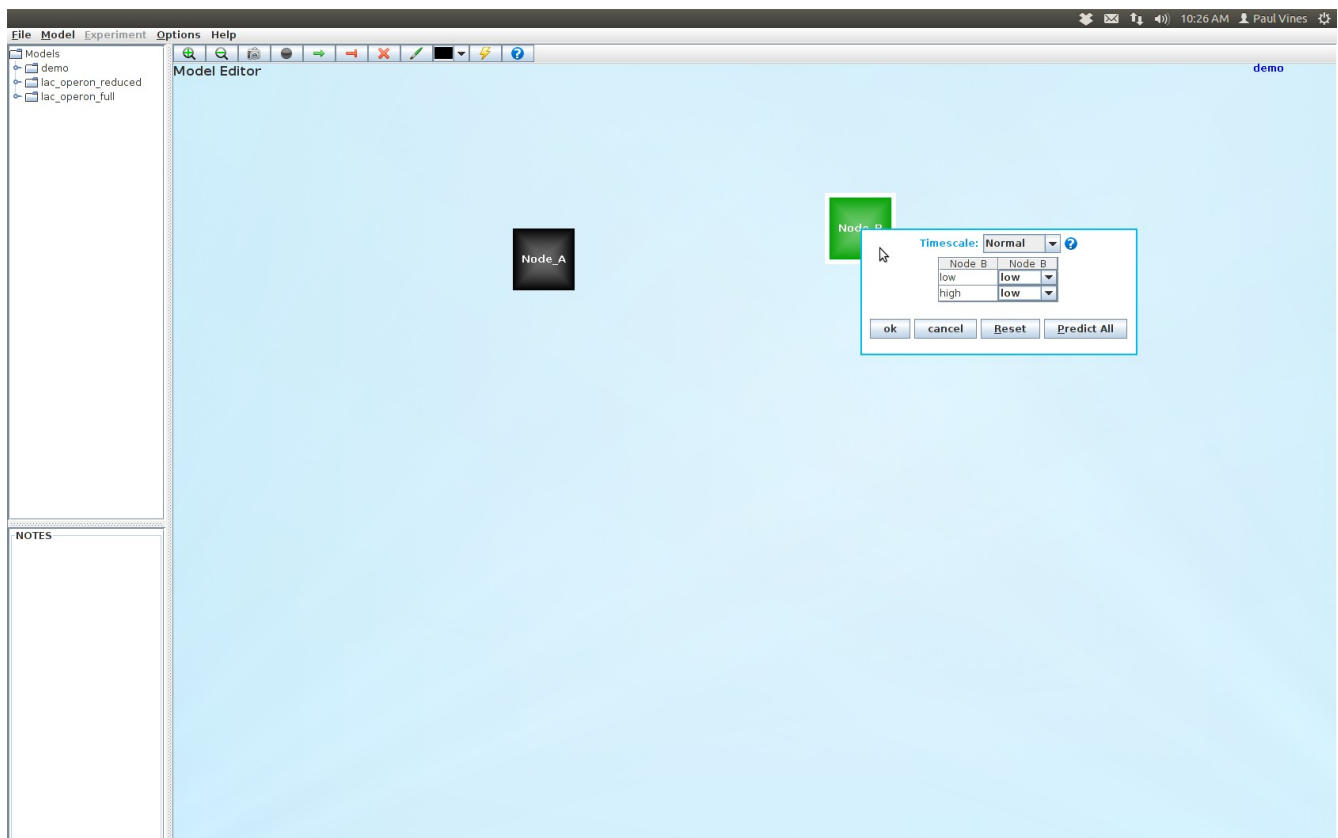 10:26 AM Paul Vines
File Model Experiment Options Help
Models
demo
lac_operon_reduced
lac_operon_full
Model Editor
demo
Node_A
Node_B
Timescale: Normal
Node B Node B
low low
high low
ok cancel Reset Predict All
NOTES